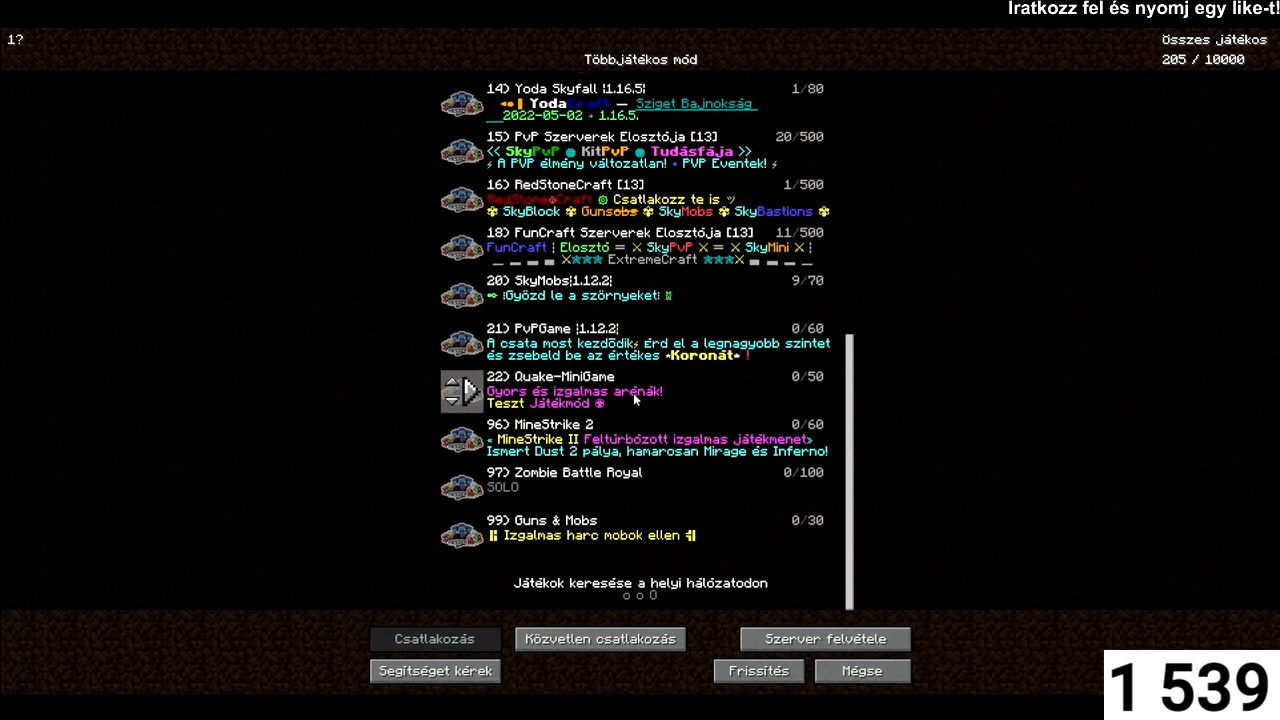 Iratkozz fel és nyomj egy like-t!
1?
Összes játékos
205 / 10000
Többjátékos mód
14) Yoda Skyfall |1.16.5| 1/80
YodaCraft — Sziget Bajnokság
__2022-05-02 - 1.16.5.
15) PvP Szerverek Elosztója [13] 20/500
<< SkyPvP ● KitPvP ● Tudásfája >>
⚡ A PVP élmény változatlan! + PVP Eventek! ⚡
16) RedStoneCraft [13] 1/500
RedStoneCraft ☺ Csatlakozz te is ツ
SkyBlock Gunsobs SkyMobs SkyBastions
18) FunCraft Szerverek Elosztója [13] 11/500
FunCraft | Elosztó = X SkyPvP X = X SkyMini X |
_ _ _ _ X★★★ ExtremeCraft ★★★X _ _ _ _
20) SkyMobs|1.12.2| 9/70
Győzd le a szörnyeket
21) PvPGame |1.12.2| 0/60
A csata most kezdődik⚡ Érd el a legnagyobb szintet
és zsebeld be az értékes *Koronát* !
22) Quake-MiniGame 0/50
Gyors és izgalmas arénák!
Teszt Játékmód
96) MineStrike 2 0/60
« MineStrike II Feltúrbózott izgalmas játékmenet»
Ismert Dust 2 pálya, hamarosan Mirage és Inferno!
97) Zombie Battle Royal 0/100
SOLO
99) Guns & Mobs 0/30
Izgalmas harc mobok ellen
Játékok keresése a helyi hálózatodon
o o O
Csatlakozás Közvetlen csatlakozás Szerver felvétele
Segítséget kérek Frissítés Mégse
1 539